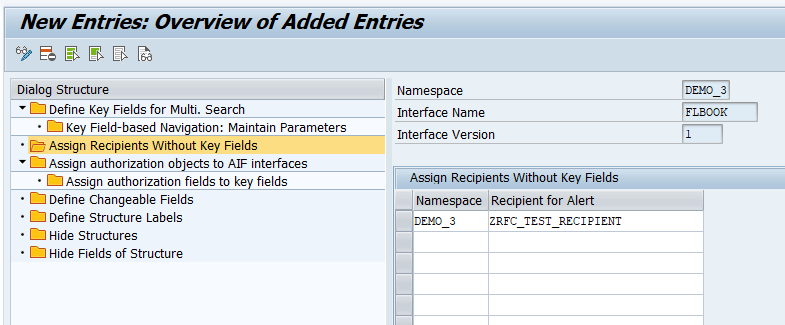 New Entries: Overview of Added Entries
Dialog Structure
Define Key Fields for Multi. Search
Key Field-based Navigation: Maintain Parameters
Assign Recipients Without Key Fields
Assign authorization objects to AIF interfaces
Assign authorization fields to key fields
Define Changeable Fields
Define Structure Labels
Hide Structures
Hide Fields of Structure
Namespace DEMO_3
Interface Name FLBOOK
Interface Version 1
Assign Recipients Without Key Fields
Namespace Recipient for Alert
DEMO_3 ZRFC_TEST_RECIPIENT